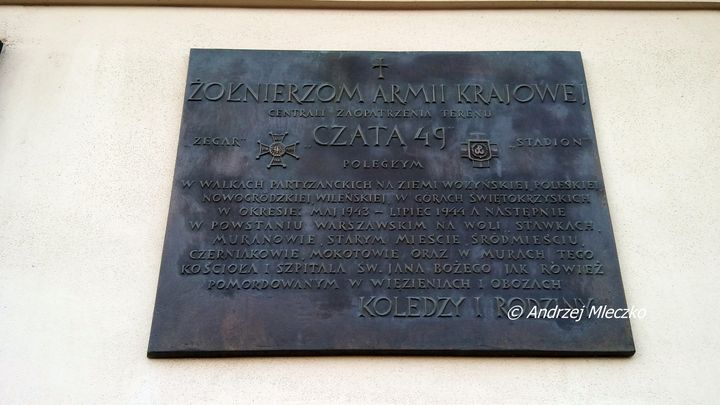 ŻOŁNIERZOM ARMII KRAJOWEJ
CENTRALI ZAOPATRZENIA TERENU
"ZEGAR" "CZATA 49" "STADION"
POLEGŁYM
W WALKACH PARTYZANCKICH NA ZIEMI WOŁYŃSKIEJ, POLESKIEJ,
NOWOGRÓDZKIEJ, WILEŃSKIEJ, W GÓRACH ŚWIĘTOKRZYSKICH
W OKRESIE: MAJ 1943 – LIPIEC 1944 A NASTĘPNIE
W POWSTANIU WARSZAWSKIM NA WOLI, STAWKACH,
MURANOWIE, STARYM MIEŚCIE, ŚRÓDMIEŚCIU,
CZERNIAKOWIE, MOKOTOWIE ORAZ W MURACH TEGO
KOŚCIOŁA I SZPITALA ŚW. JANA BOŻEGO JAK RÓWIEŻ
POMORDOWANYM W WIĘZIENIACH I OBOZACH
KOLEDZY I RODZINY
© Andrzej Mleczko